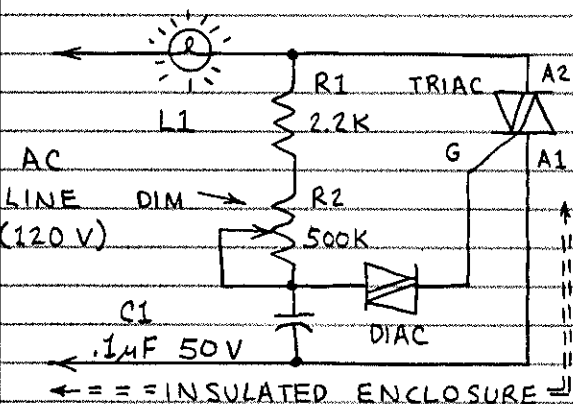 R1
TRIAC
A2
L1
2.2K
G
A1
AC
LINE
(120 V)
DIM
R2
500K
C1
.1µF 50V
DIAC
INSULATED ENCLOSURE